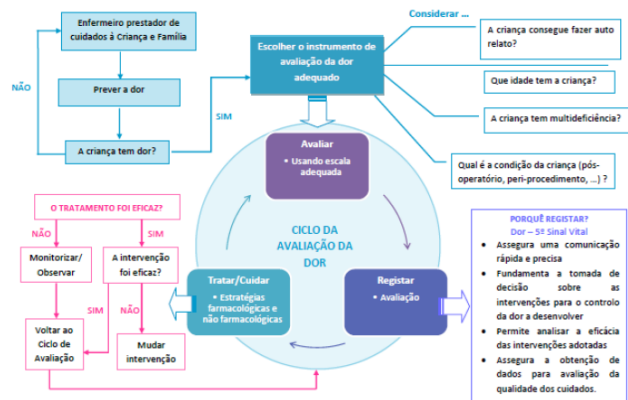 Enfermeiro prestador de
cuidados à Criança e Família
NÃO
Prever a dor
SIM
A criança tem dor?
Escolher o instrumento de
avaliação da dor
adequado
Considerar ...
A criança consegue fazer auto
relato?
Que idade tem a criança?
A criança tem multideficiência?
Qual é a condição da criança (pós-
operatório, peri-procedimento, ...) ?
Avaliar
• Usando escala
adequada
CICLO DA
AVALIAÇÃO DA
DOR
Tratar/Cuidar
• Estratégias
farmacológicas e
não farmacológicas
Registar
• Avaliação
O TRATAMENTO FOI EFICAZ?
NÃO
SIM
Monitorizar/
Observar
A intervenção
foi eficaz?
SIM
NÃO
Voltar ao
Ciclo de
Avaliação
Mudar
intervenção
PORQUÊ REGISTAR?
Dor – 5º Sinal Vital
• Assegura uma comunicação
rápida e precisa
• Fundamenta a tomada de
decisão sobre as
intervenções para o controlo
da dor a desenvolver
• Permite analisar a eficácia
das intervenções adotadas
• Assegura a obtenção de
dados para avaliação da
qualidade dos cuidados.